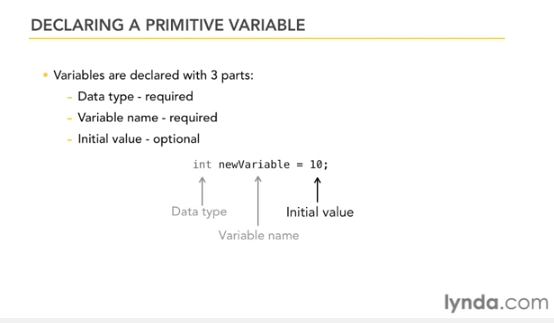 DECLARING A PRIMITIVE VARIABLE
• Variables are declared with 3 parts:
– Data type - required
– Variable name - required
– Initial value - optional
int newVariable = 10;
Data type Initial value
Variable name
lynda.com